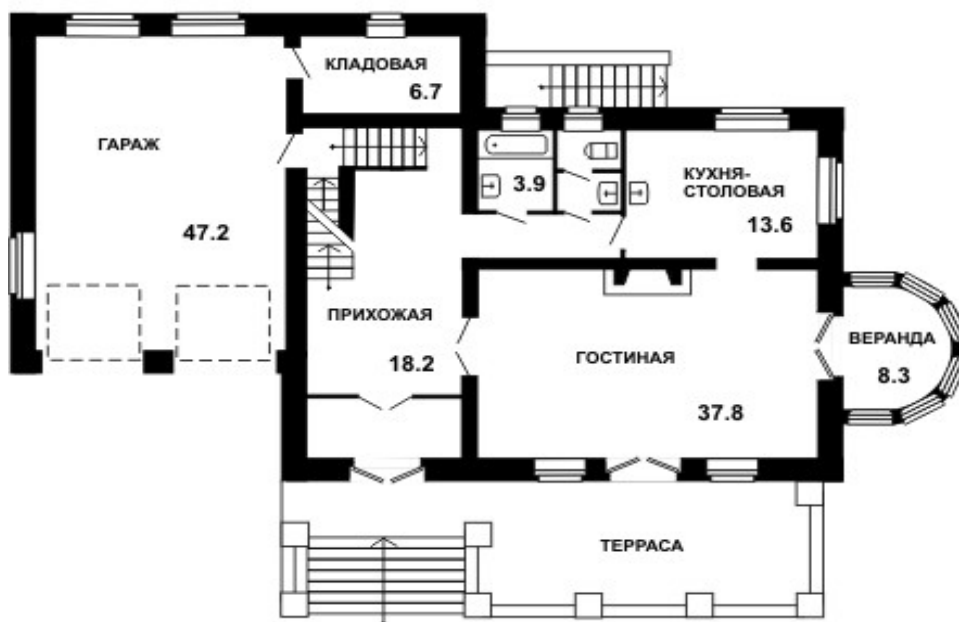 КЛАДОВАЯ
6.7
ГАРАЖ
47.2
3.9
КУХНЯ-
СТОЛОВАЯ
13.6
ПРИХОЖАЯ
18.2
ГОСТИНАЯ
37.8
ВЕРАНДА
8.3
ТЕРРАСА